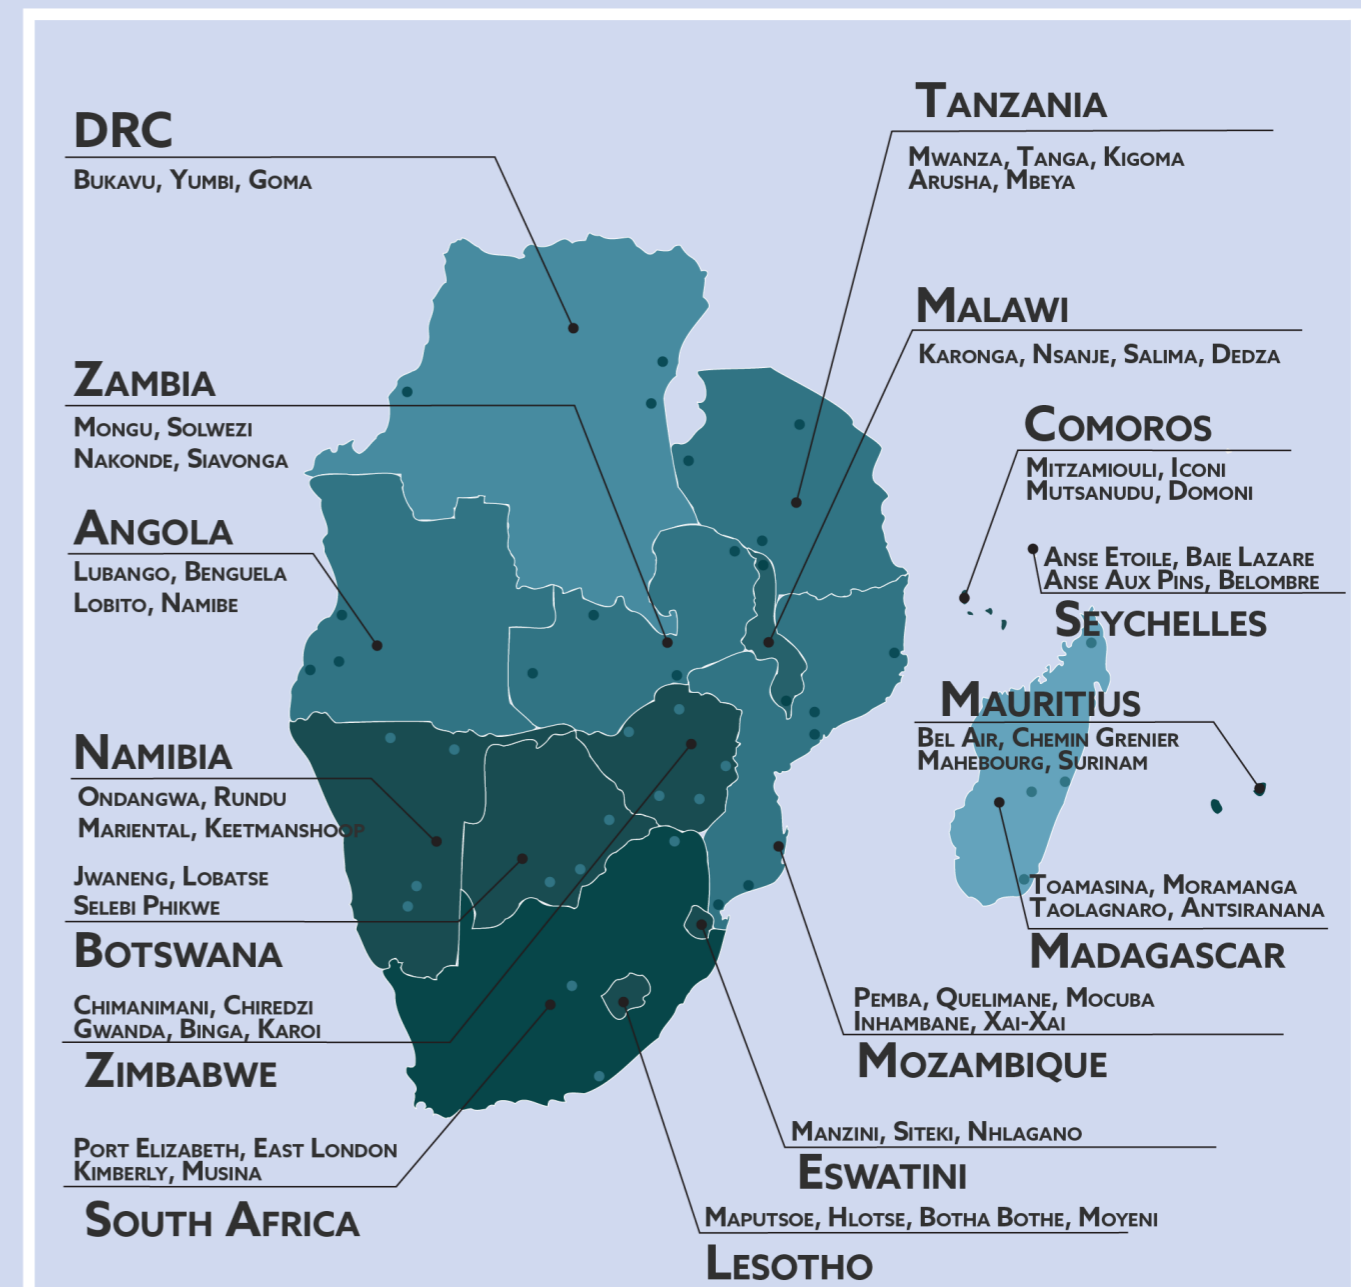 DRC
Bukavu, Yumbi, Goma
Zambia
Mongu, Solwezi
Nakonde, Siavonga
Angola
Lubango, Benguela
Lobito, Namibe
Namibia
Ondangwa, Rundu
Mariental, Keetmanshoop
Jwaneng, Lobatse
Selebi Phikwe
Botswana
Chimanimani, Chiredzi
Gwanda, Binga, Karoi
Zimbabwe
Port Elizabeth, East London
Kimberly, Musina
South Africa
Tanzania
Mwanza, Tanga, Kigoma
Arusha, Mbeya
Malawi
Karonga, Nsanje, Salima, Dedza
Comoros
Mitzamiouli, Iconi
Mutsanudu, Domoni
Anse Etoile, Baie Lazare
Anse Aux Pins, Belombre
Seychelles
Mauritius
Bel Air, Chemin Grenier
Mahebourg, Surinam
Toamasina, Moramanga
Taolagnaro, Antsiranana
Madagascar
Pemba, Quelimane, Mocuba
Inhambane, Xai-Xai
Mozambique
Manzini, Siteki, Nhlagano
Eswatini
Maputsoe, Hlotse, Botha Bothe, Moyeni
Lesotho